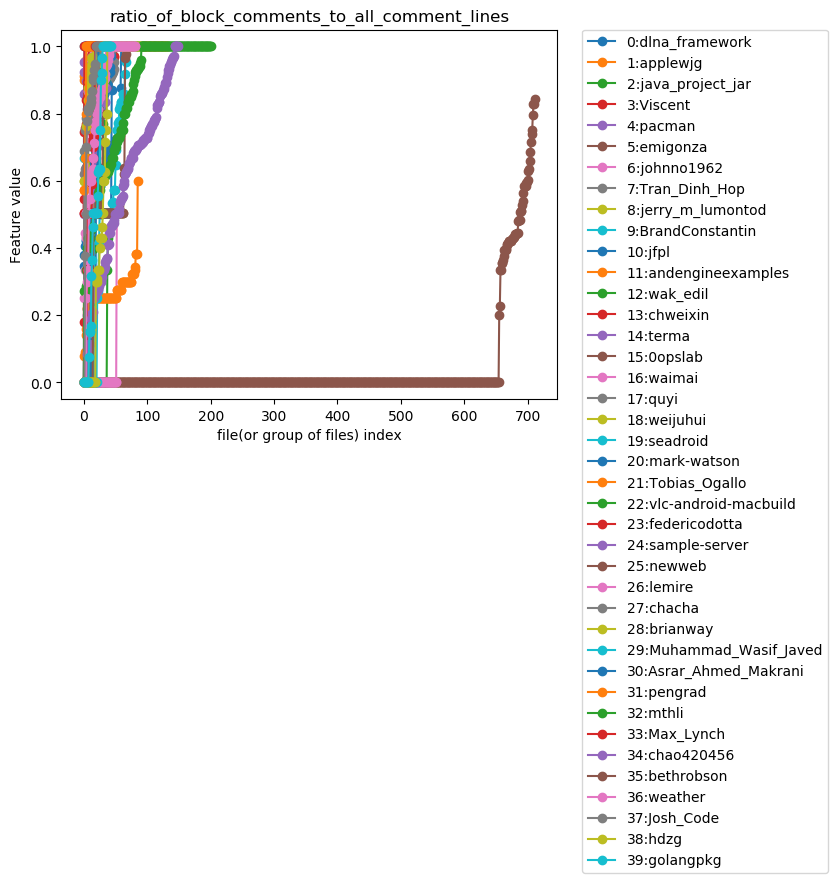 ratio_of_block_comments_to_all_comment_lines
Feature value
1.0
0.8
0.6
0.4
0.2
0.0
0 100 200 300 400 500 600 700
file(or group of files) index
0:dlna_framework
1:applewjg
2:java_project_jar
3:Viscent
4:pacman
5:emigonza
6:johnno1962
7:Tran_Dinh_Hop
8:jerry_m_lumontod
9:BrandConstantin
10:jfpl
11:andengineexamples
12:wak_edil
13:chweixin
14:terma
15:0opslab
16:waimai
17:quyi
18:weijuhui
19:seadroid
20:mark-watson
21:Tobias_Ogallo
22:vlc-android-macbuild
23:federicodotta
24:sample-server
25:newweb
26:lemire
27:chacha
28:brianway
29:Muhammad_Wasif_Javed
30:Asrar_Ahmed_Makrani
31:pengrad
32:mthli
33:Max_Lynch
34:chao420456
35:bethrobson
36:weather
37:Josh_Code
38:hdzg
39:golangpkg